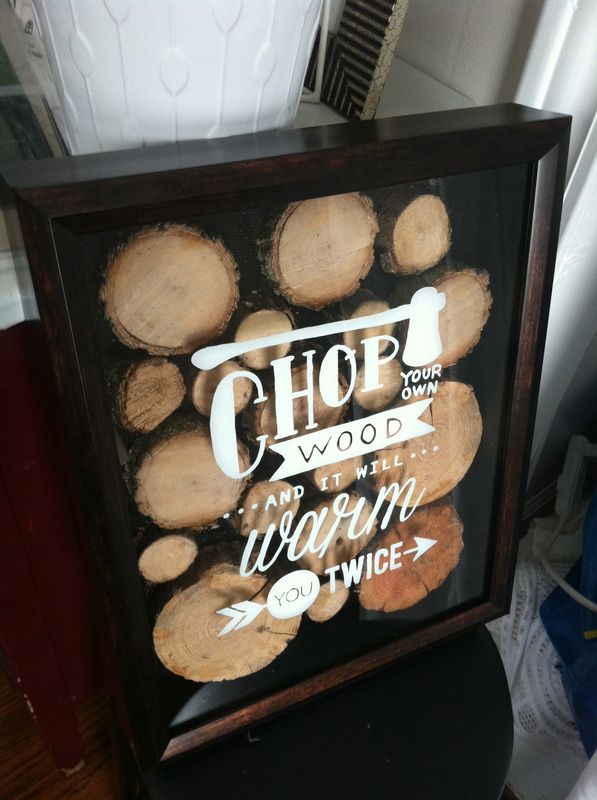 CHOP
YOUR
OWN
WOOD
...AND IT WILL...
warm
YOU TWICE